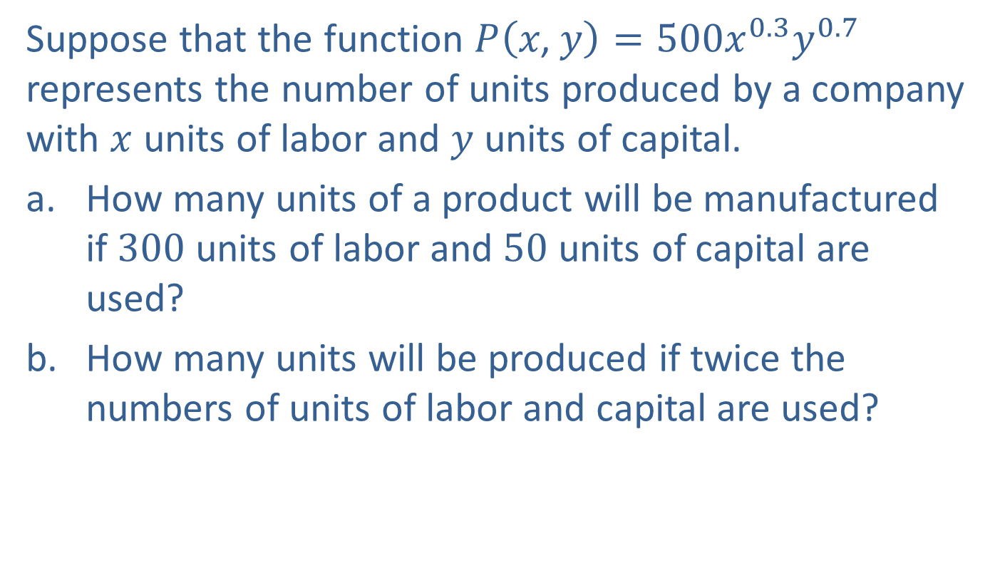 Suppose that the function P(x, y) = 500x^0.3 y^0.7
represents the number of units produced by a company
with x units of labor and y units of capital.
a. How many units of a product will be manufactured
if 300 units of labor and 50 units of capital are
used?
b. How many units will be produced if twice the
numbers of units of labor and capital are used?